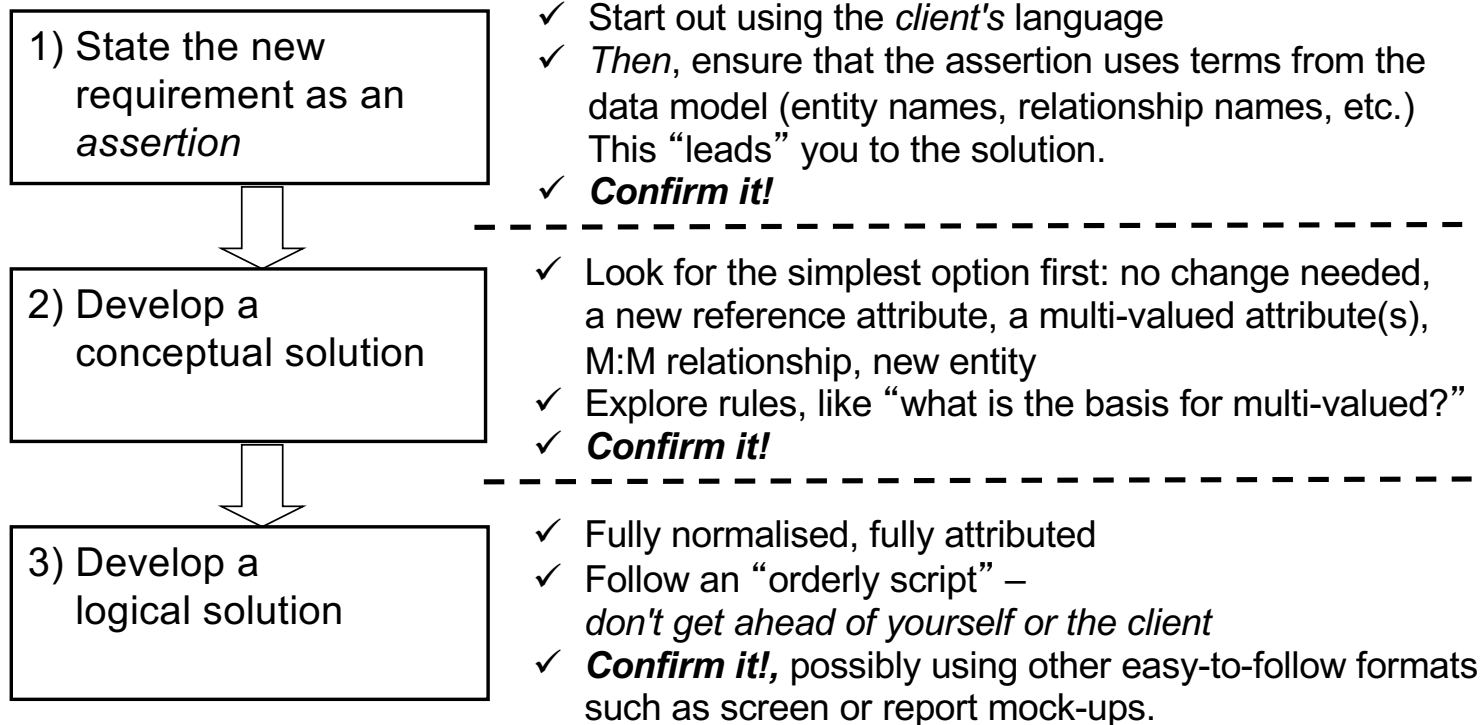 1) State the new
requirement as an
assertion
✓ Start out using the client's language
✓ Then, ensure that the assertion uses terms from the
data model (entity names, relationship names, etc.)
This “leads” you to the solution.
✓ Confirm it!
2) Develop a
conceptual solution
✓ Look for the simplest option first: no change needed,
a new reference attribute, a multi-valued attribute(s),
M:M relationship, new entity
✓ Explore rules, like “what is the basis for multi-valued?”
✓ Confirm it!
3) Develop a
logical solution
✓ Fully normalised, fully attributed
✓ Follow an “orderly script” –
don't get ahead of yourself or the client
✓ Confirm it!, possibly using other easy-to-follow formats
such as screen or report mock-ups.